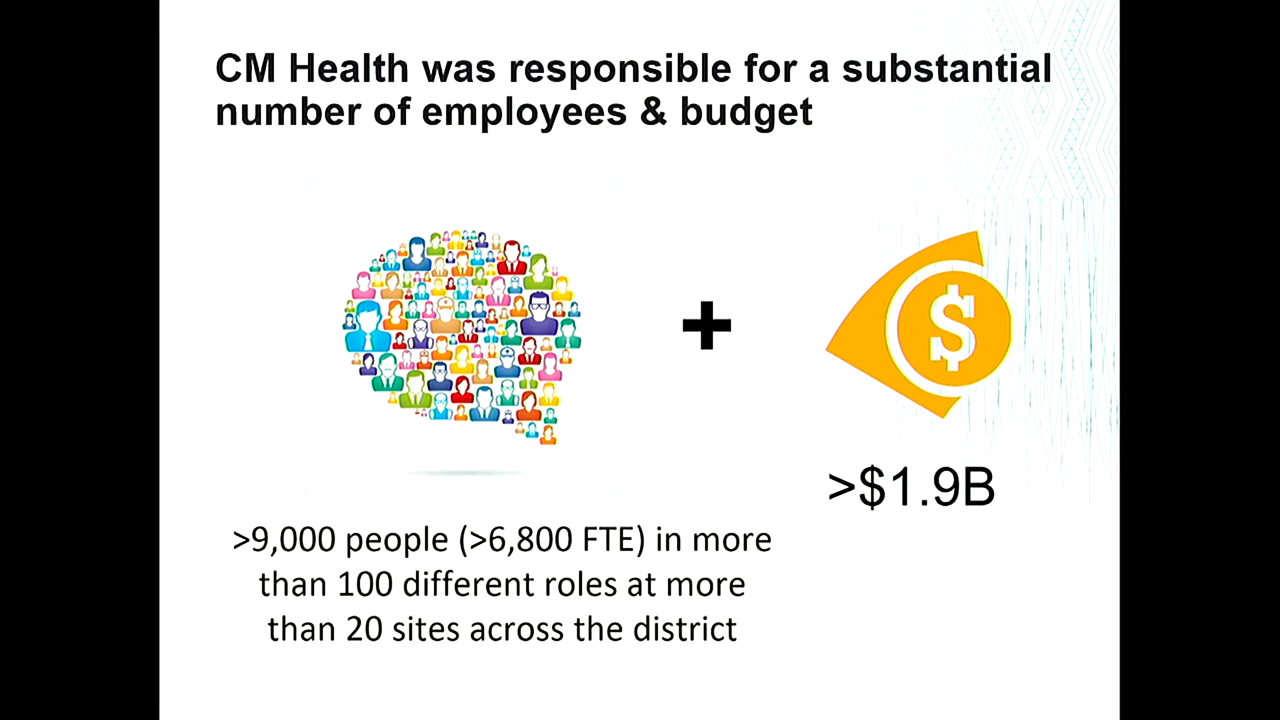 CM Health was responsible for a substantial
number of employees & budget
+
$
>$1.9B
>9,000 people (>6,800 FTE) in more
than 100 different roles at more
than 20 sites across the district